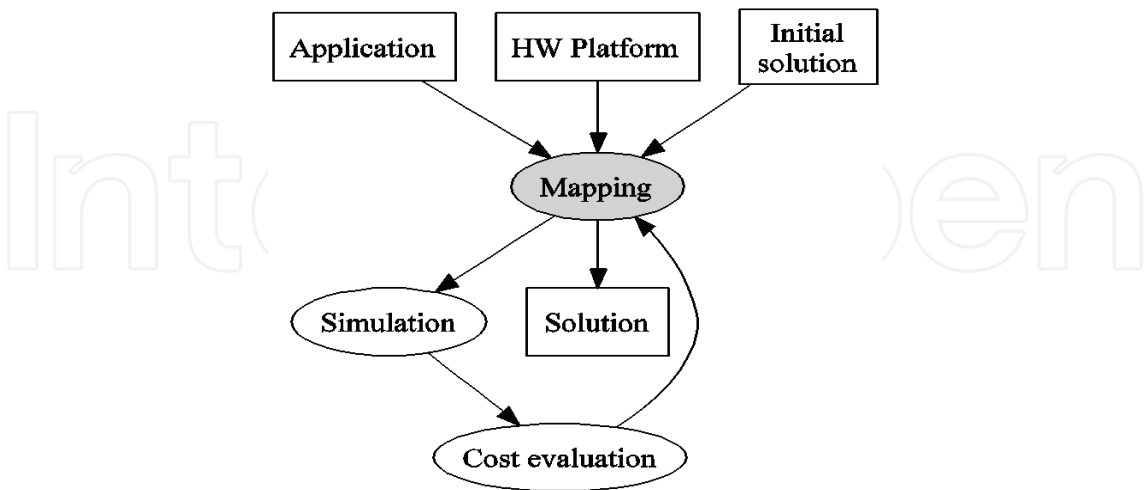 Application
HW Platform
Initial
solution
Mapping
Simulation
Solution
Cost evaluation